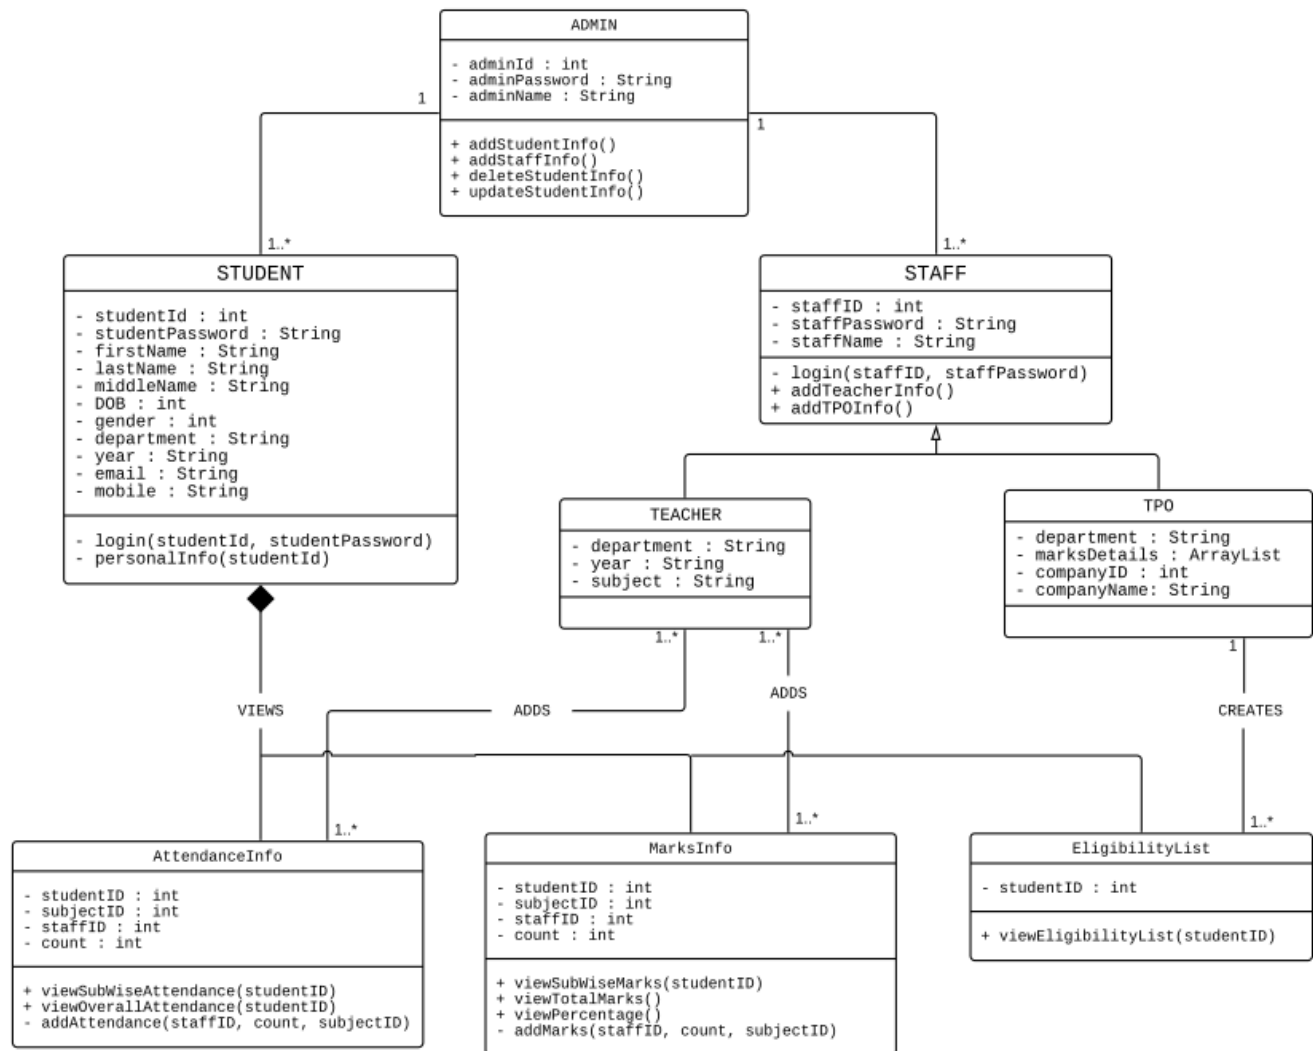 ADMIN
- adminId : int
- adminPassword : String
- adminName : String
+ addStudentInfo()
+ addStaffInfo()
+ deleteStudentInfo()
+ updateStudentInfo()
1
1
1..*
1..*
STUDENT
- studentId : int
- studentPassword : String
- firstName : String
- lastName : String
- middleName : String
- DOB : int
- gender : int
- department : String
- year : String
- email : String
- mobile : String
- login(studentId, studentPassword)
- personalInfo(studentId)
STAFF
- staffID : int
- staffPassword : String
- staffName : String
- login(staffID, staffPassword)
+ addTeacherInfo()
+ addTPOInfo()
TEACHER
- department : String
- year : String
- subject : String
TPO
- department : String
- marksDetails : ArrayList
- companyID : int
- companyName: String
1..*
1..*
1
VIEWS
ADDS
ADDS
CREATES
1..*
1..*
1..*
AttendanceInfo
- studentID : int
- subjectID : int
- staffID : int
- count : int
+ viewSubWiseAttendance(studentID)
+ viewOverallAttendance(studentID)
- addAttendance(staffID, count, subjectID)
MarksInfo
- studentID : int
- subjectID : int
- staffID : int
- count : int
+ viewSubWiseMarks(studentID)
+ viewTotalMarks()
+ viewPercentage()
- addMarks(staffID, count, subjectID)
EligibilityList
- studentID : int
+ viewEligibilityList(studentID)